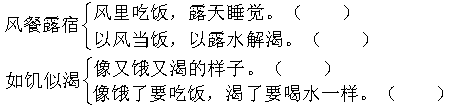 风餐露宿
风里吃饭，露天睡觉。（　　）
以风当饭，以露水解渴。（　　）
如饥似渴
像又饿又渴的样子。（　　）
像饿了要吃饭，渴了要喝水一样。（　　）